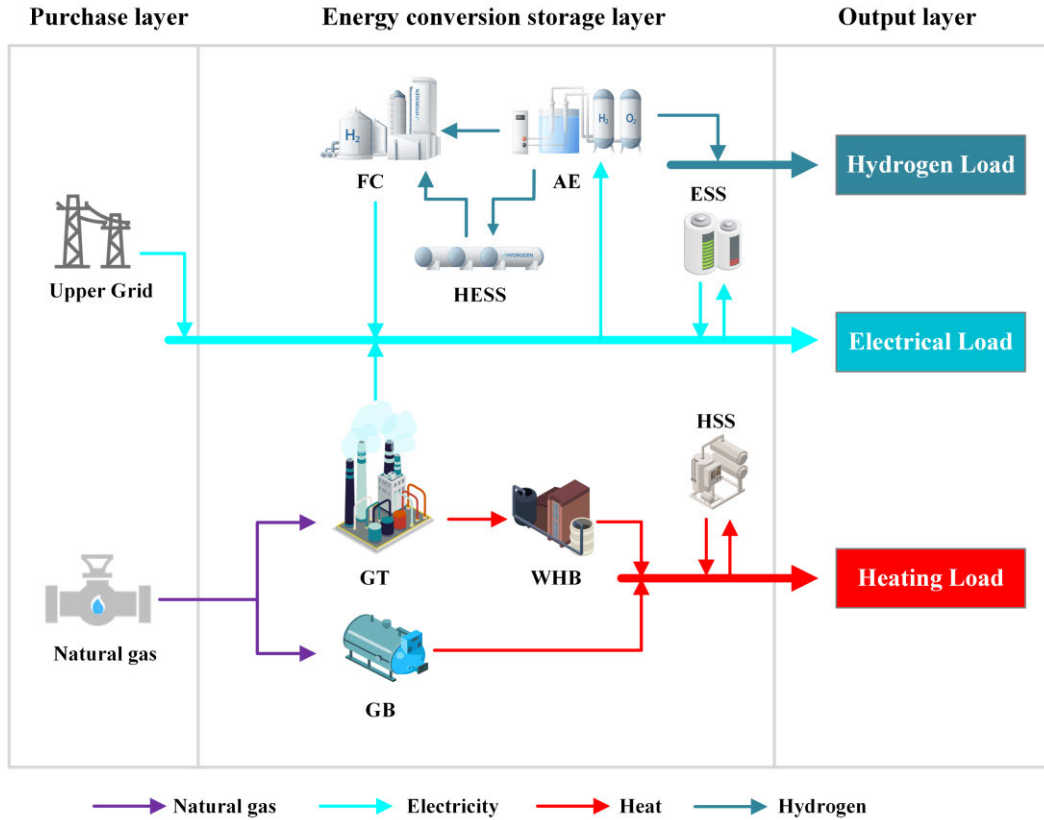 Purchase layer
Energy conversion storage layer
Output layer
H2
HYDROGEN
H2
O2
FC
AE
ESS
Hydrogen Load
HYDROGEN
HESS
Upper Grid
Electrical Load
HSS
GT
WHB
Heating Load
Natural gas
GB
Natural gas
Electricity
Heat
Hydrogen